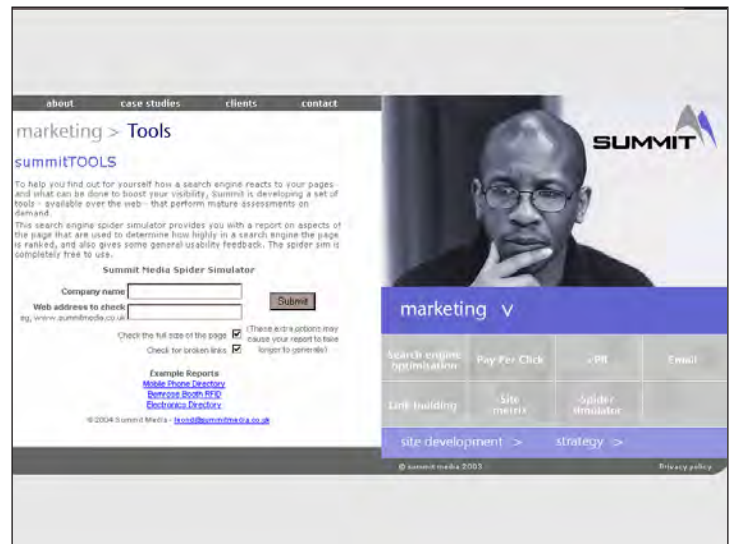 about case studies clients contact
marketing > Tools
summitTOOLS
To help you find out for yourself how a search engine reacts to your pages -
and what can be done to boost your visibility, Summit is developing a set of
tools - available over the web - that perform mature assessments on
demand.
This search engine spider simulator provides you with a report on aspects of
the page that are used to determine how highly in a search engine the page
is ranked, and also gives some general usability feedback. The spider sim is
completely free to use.
Summit Media Spider Simulator
Company name
Submit
Web address to check
eg, www.summitmedia.co.uk
Check the full size of the page
Check for broken links
(These extra options may
cause your report to take
longer to generate)
Example Reports
Mobile Phone Directory
Bemrose Booth RFID
Electronics Directory
© 2004 Summit Media -
SUMMIT
marketing v
Search engine
optimisation
Pay Per Click
ePR
Email
Link building
Site
metrix
Spider
simulator
site development > strategy >
© summit media 2003
Privacy policy